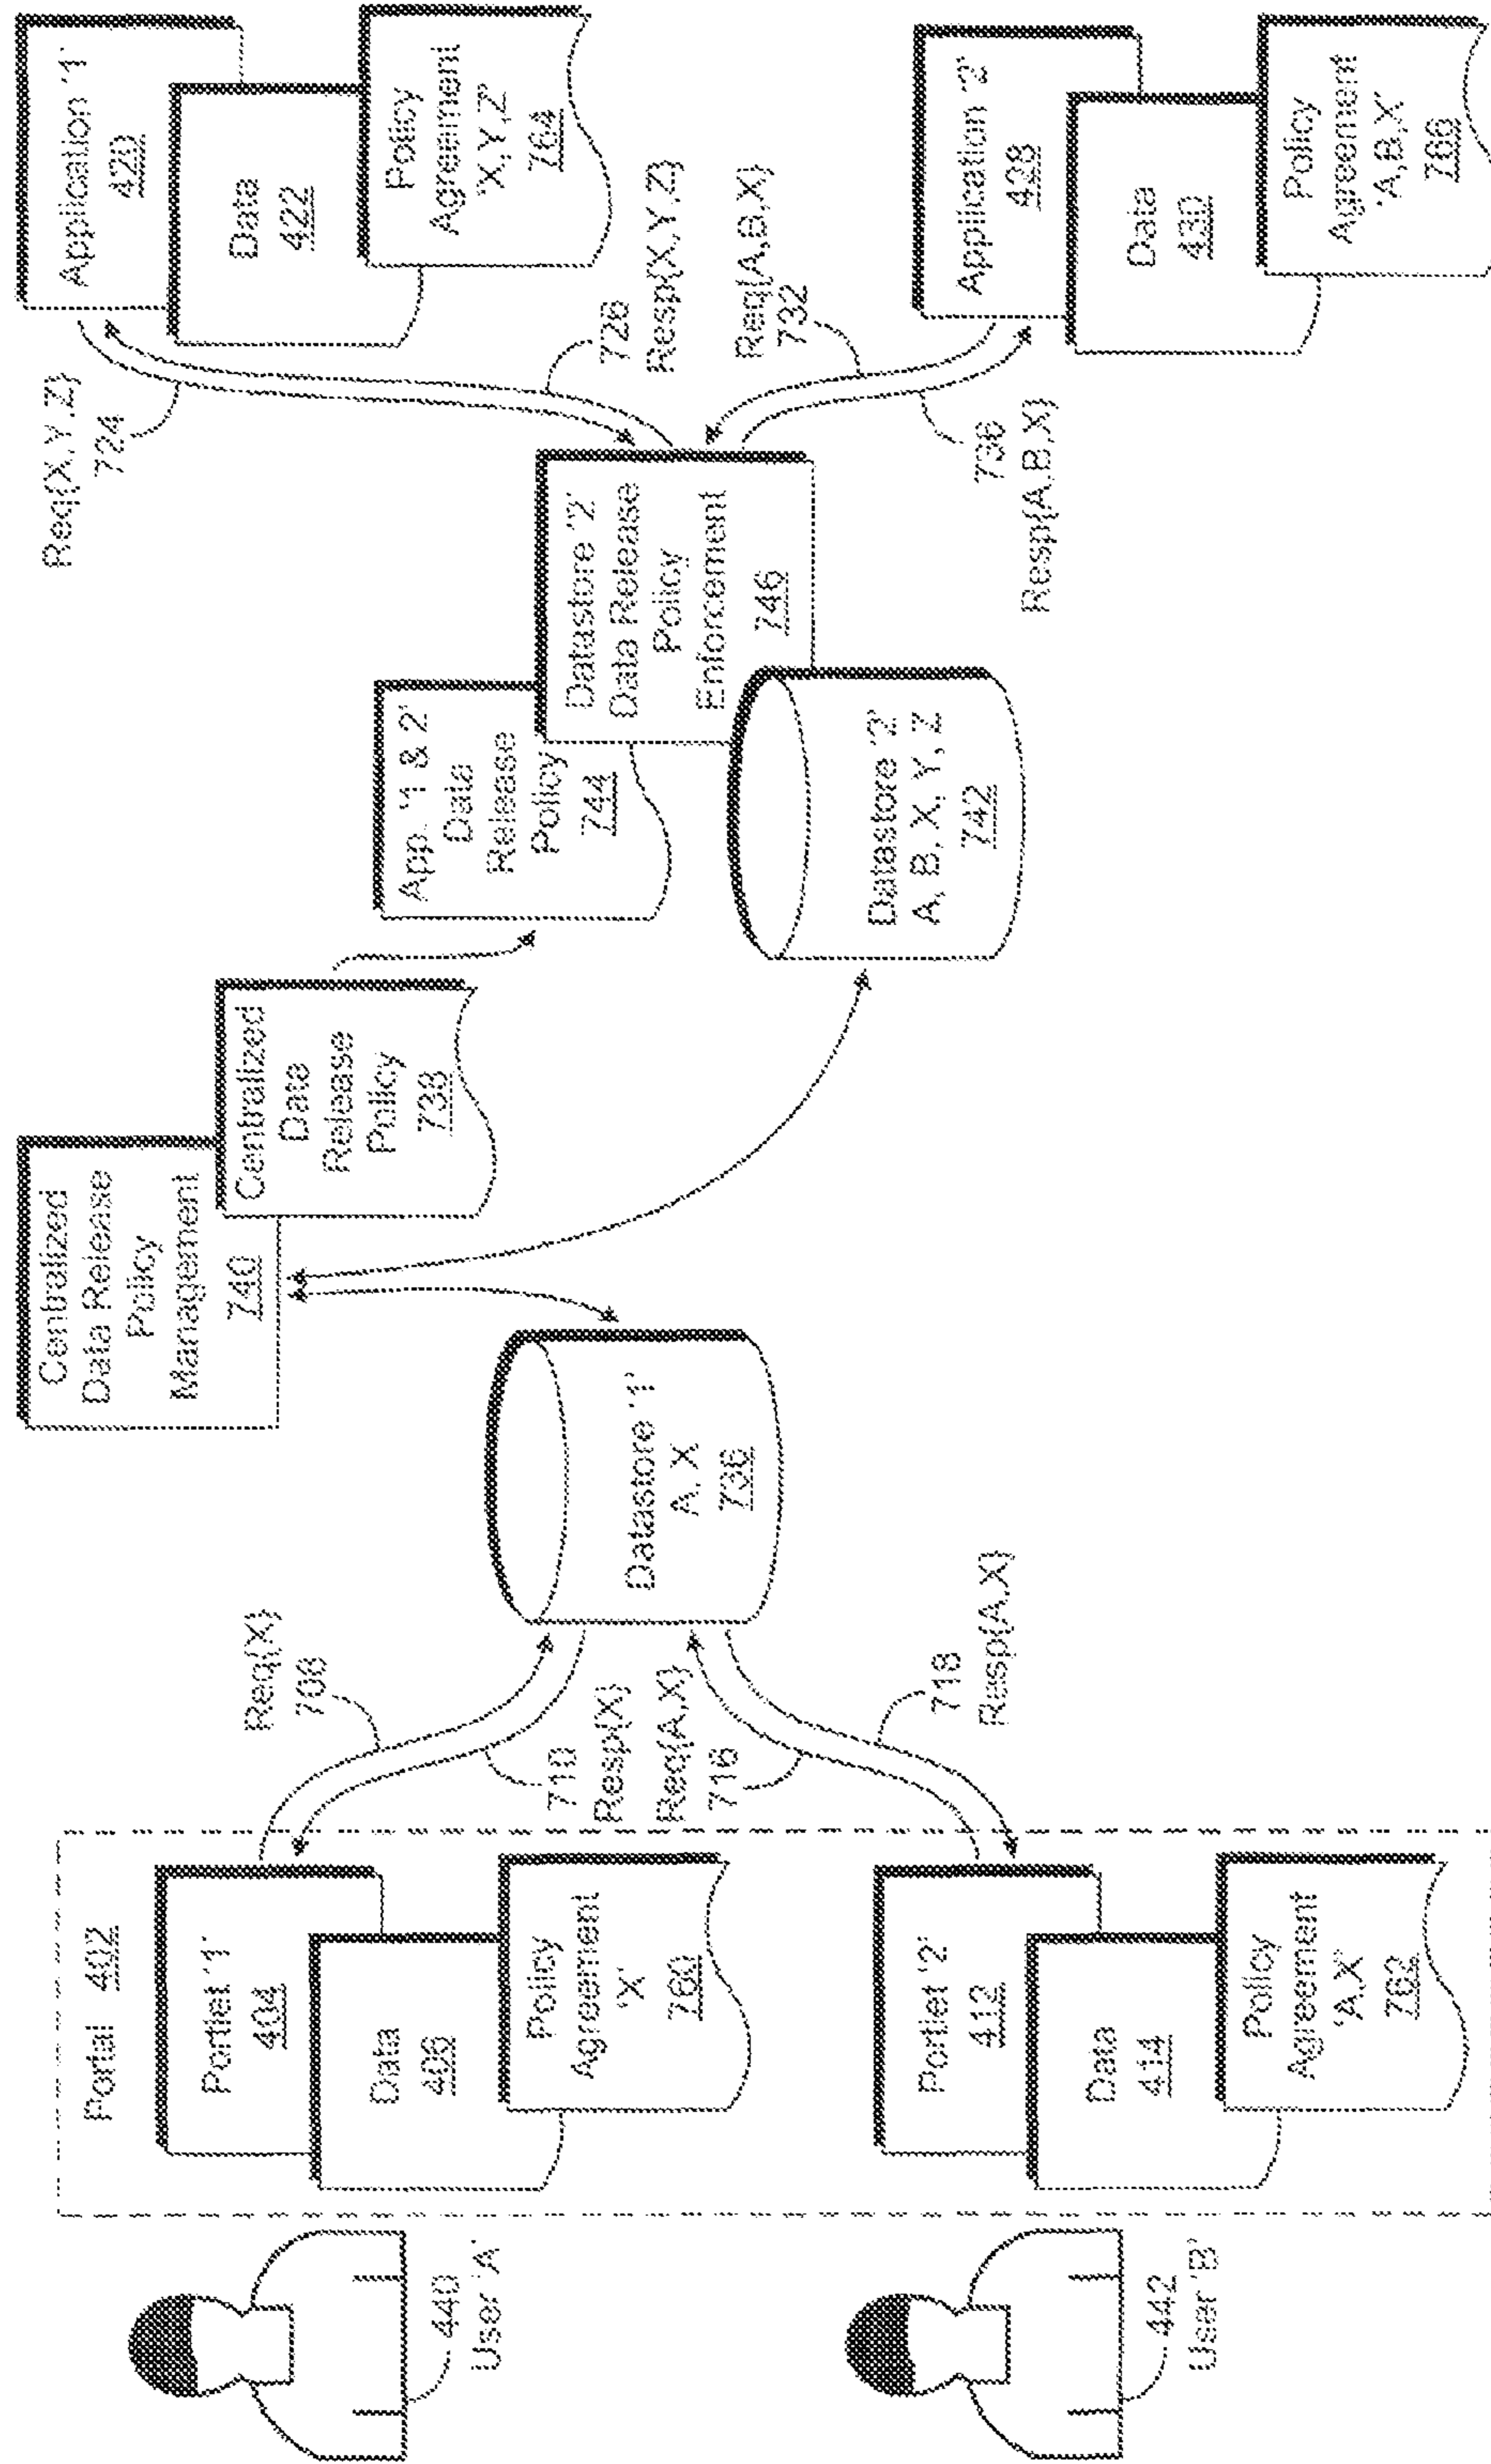 Portal 402
Portlet '1'
404
Data
406
Policy
Agreement
'X'
760
Portlet '2'
412
Data
414
Policy
Agreement
'A,X'
762
440
User 'A'
442
User 'B'
Req{X}
708
710
Resp{X}
Req{A,X}
716
718
Resp{A,X}
Datastore '1'
A, X
736
Centralized
Data Release
Policy
Management
740
Centralized
Data
Release
Policy
738
App. '1 & 2'
Data
Release
Policy
744
Datastore '2'
Data Release
Policy
Enforcement
746
Datastore '2'
A, B, X, Y, Z
742
Req{X,Y,Z}
724
728
Resp{X,Y,Z}
Req{A,B,X}
732
736
Resp{A,B,X}
Application '1'
420
Data
422
Policy
Agreement
'X,Y,Z'
764
Application '2'
428
Data
430
Policy
Agreement
'A,B,X'
766